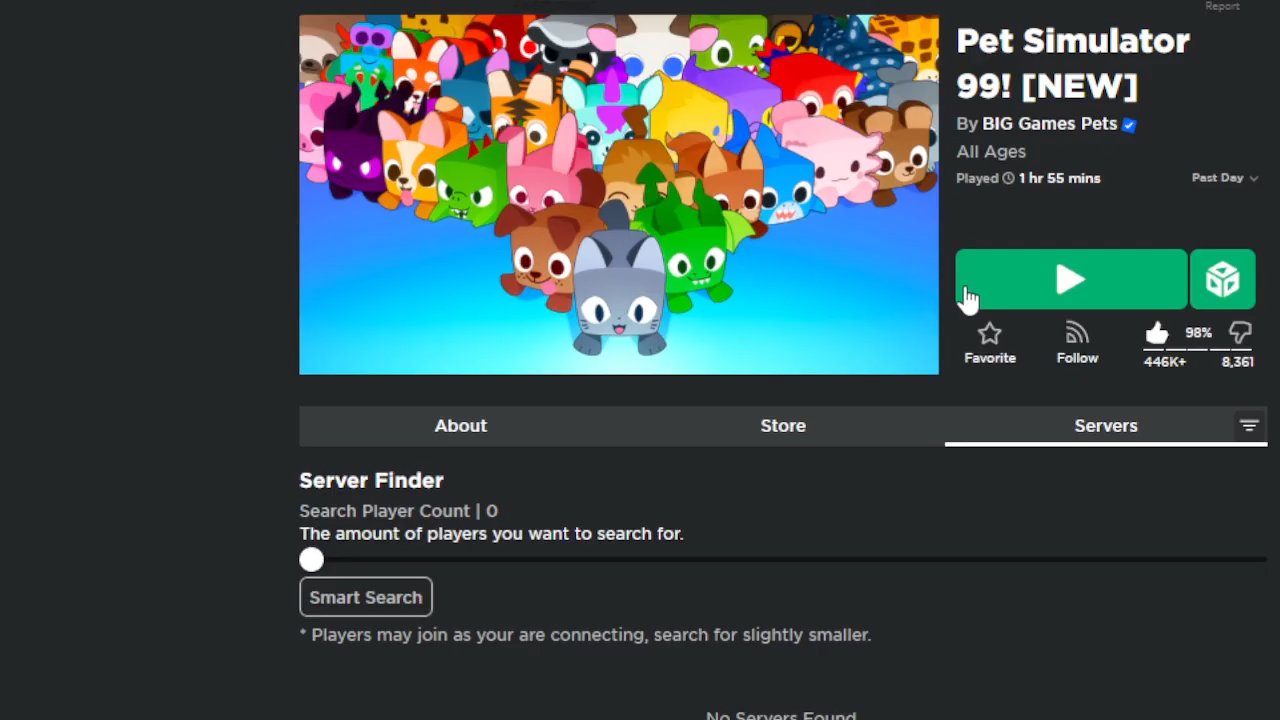 Report
Pet Simulator
99! [NEW]
By BIG Games Pets
All Ages
Played 1 hr 55 mins
Past Day
Favorite
Follow
98%
446K+
8,361
About
Store
Servers
Server Finder
Search Player Count | 0
The amount of players you want to search for.
Smart Search
* Players may join as your are connecting, search for slightly smaller.
No Servers Found